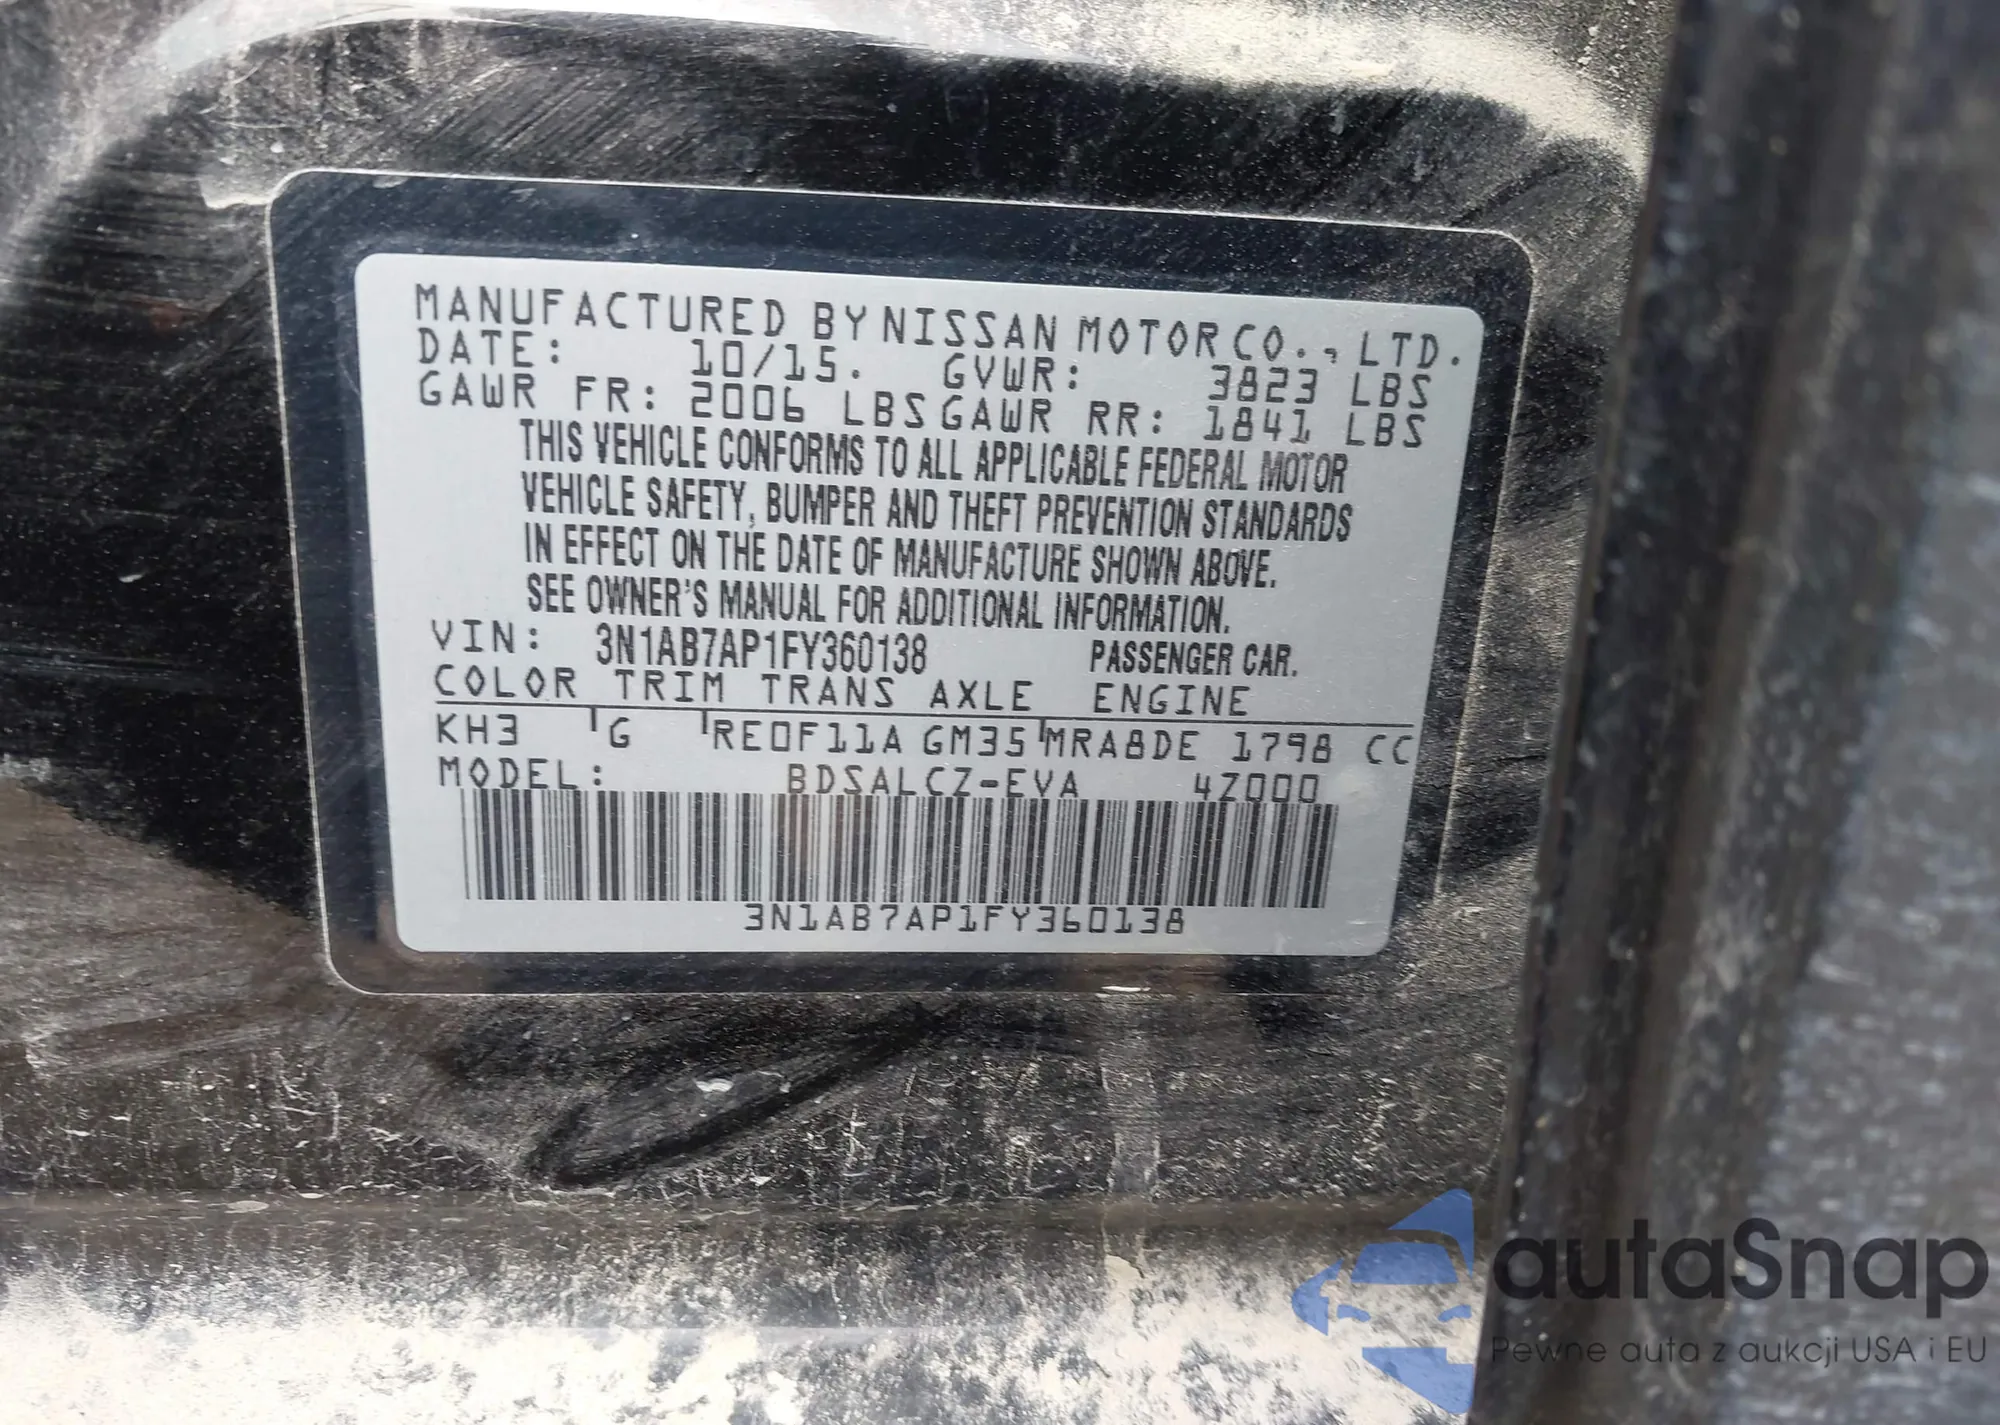 MANUFACTURED BY NISSAN MOTOR CO., LTD.
DATE: 10/15. GVWR: 3823 LBS
GAWR FR: 2006 LBS GAWR RR: 1841 LBS
THIS VEHICLE CONFORMS TO ALL APPLICABLE FEDERAL MOTOR
VEHICLE SAFETY, BUMPER AND THEFT PREVENTION STANDARDS
IN EFFECT ON THE DATE OF MANUFACTURE SHOWN ABOVE.
SEE OWNER'S MANUAL FOR ADDITIONAL INFORMATION.
VIN: 3N1AB7AP1FY360138 PASSENGER CAR.
COLOR TRIM TRANS AXLE ENGINE
KH3 G RE0F11A GM35 MRA8DE 1798 CC
MODEL: BDSALCZ-EVA 4Z000
3N1AB7AP1FY360138
autaSnap
Pewne auta z aukcji USA i EU